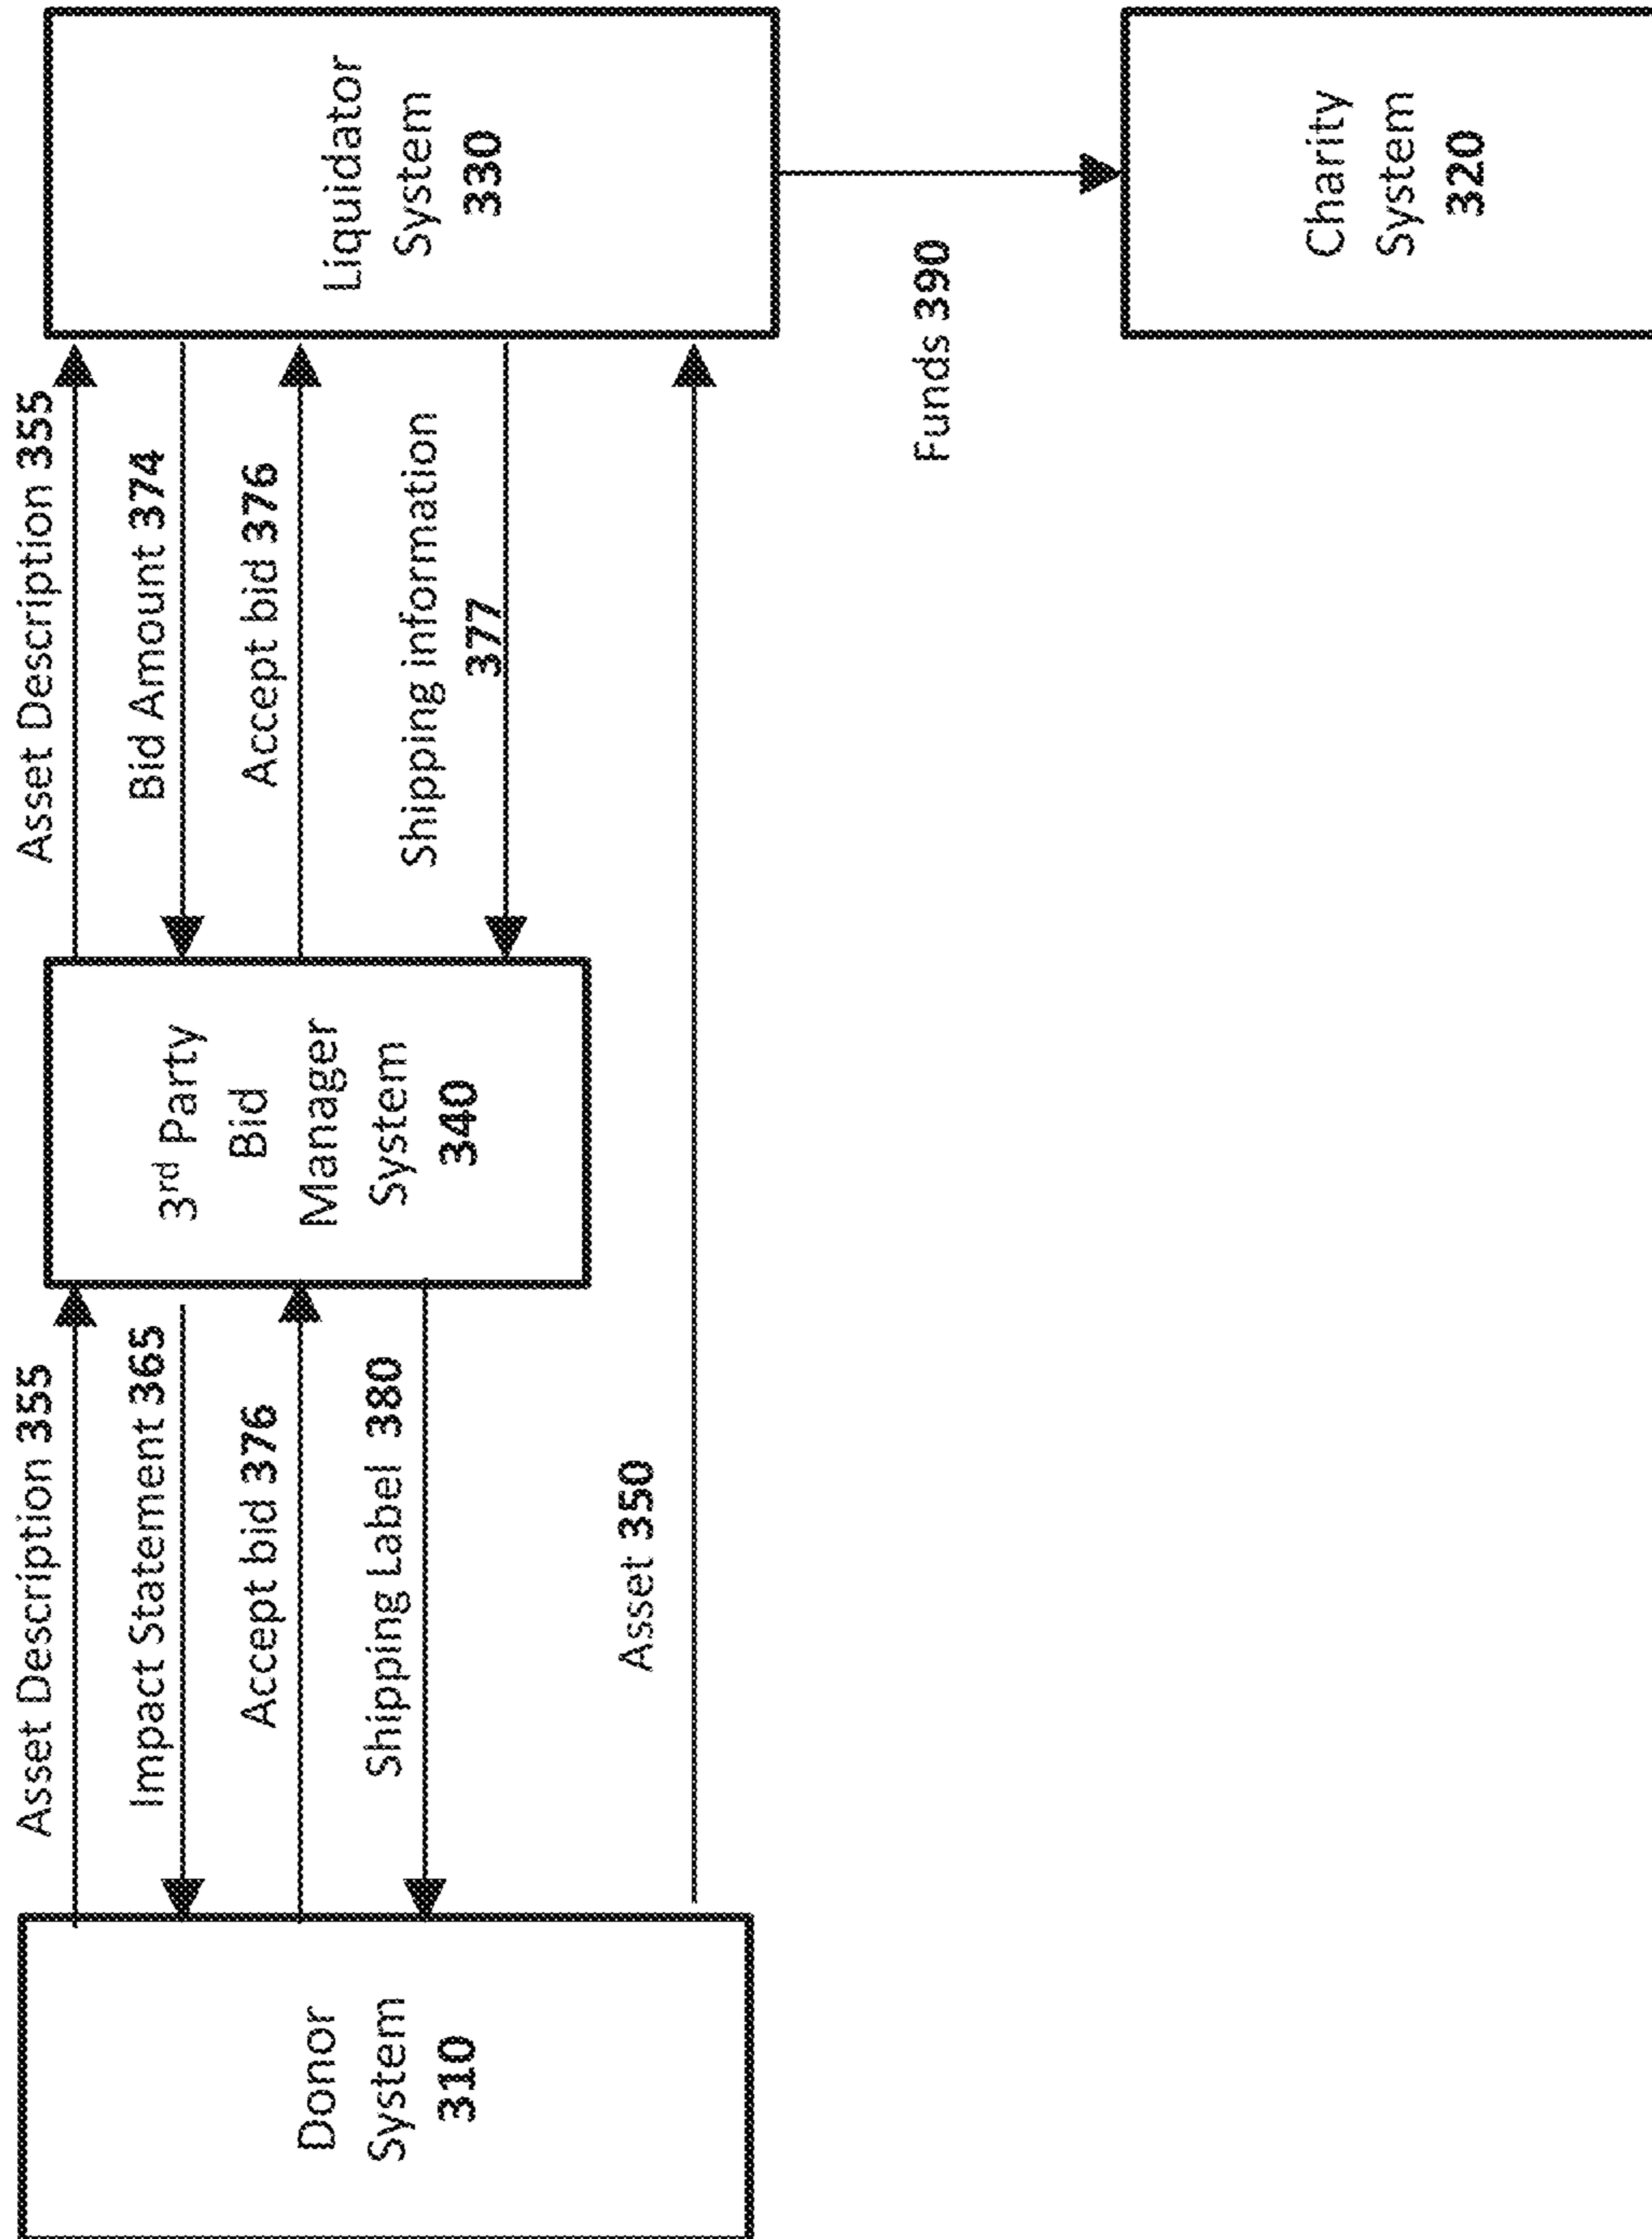 Asset Description 355
Impact Statement 365
Accept bid 376
Shipping Label 380
Asset 350
Donor
System
310
3rd Party
Bid
Manager
System
340
Asset Description 355
Bid Amount 374
Accept bid 376
Shipping information
377
Liquidator
System
330
Funds 390
Charity
System
320